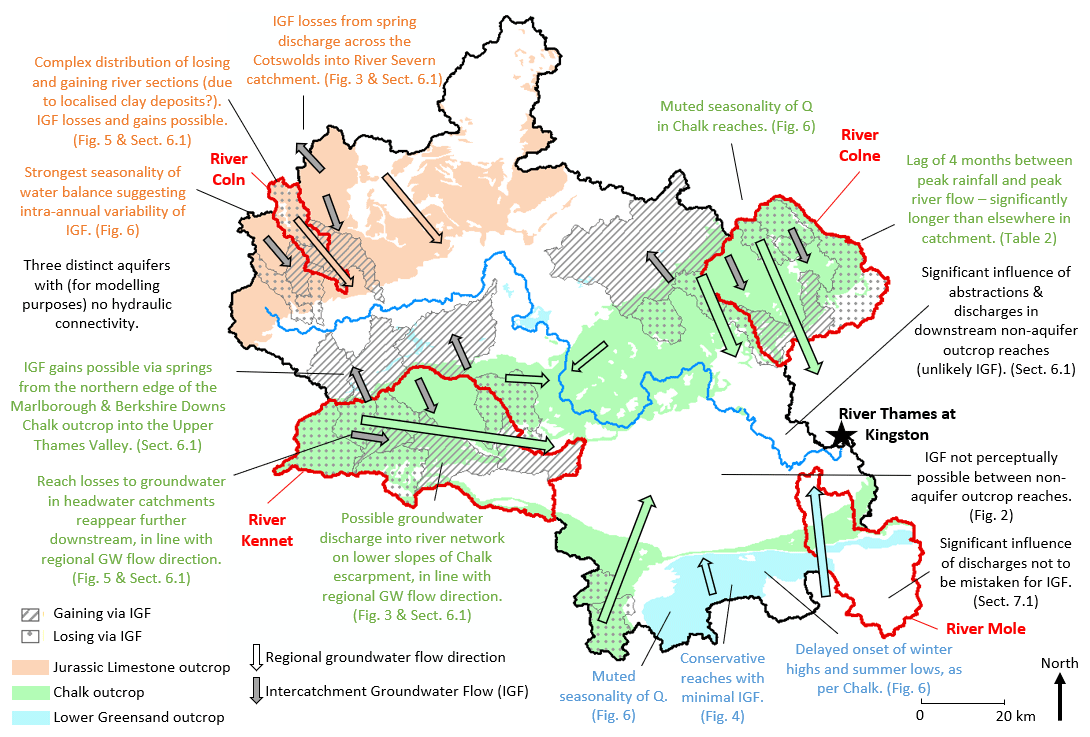 IGF losses from spring
discharge across the
Cotswolds into River Severn
catchment. (Fig. 3 & Sect. 6.1)
Complex distribution of losing
and gaining river sections (due
to localised clay deposits?).
IGF losses and gains possible.
(Fig. 5 & Sect. 6.1)
River
Coln
Strongest seasonality of
water balance suggesting
intra-annual variability of
IGF. (Fig. 6)
Three distinct aquifers
with (for modelling
purposes) no hydraulic
connectivity.
Muted seasonality of Q
in Chalk reaches. (Fig. 6)
River
Colne
Lag of 4 months between
peak rainfall and peak
river flow – significantly
longer than elsewhere in
catchment. (Table 2)
Significant influence of
abstractions &
discharges in
downstream non-aquifer
outcrop reaches
(unlikely IGF). (Sect. 6.1)
IGF gains possible via springs
from the northern edge of the
Marlborough & Berkshire Downs
Chalk outcrop into the Upper
Thames Valley. (Sect. 6.1)
River Thames at
Kingston
IGF not perceptually
possible between non-
aquifer outcrop reaches.
(Fig. 2)
Reach losses to groundwater
in headwater catchments
reappear further
downstream, in line with
regional GW flow direction.
(Fig. 5 & Sect. 6.1)
River
Kennet
Possible groundwater
discharge into river network
on lower slopes of Chalk
escarpment, in line with
regional GW flow direction.
(Fig. 3 & Sect. 6.1)
Significant influence
of discharges not to
be mistaken for IGF.
(Sect. 7.1)
River Mole
Gaining via IGF
Losing via IGF
Jurassic Limestone outcrop
Chalk outcrop
Lower Greensand outcrop
Regional groundwater flow direction
Intercatchment Groundwater Flow (IGF)
Muted
seasonality of Q.
(Fig. 6)
Conservative
reaches with
minimal IGF.
(Fig. 4)
Delayed onset of winter
highs and summer lows, as
per Chalk. (Fig. 6)
North
0
20 km